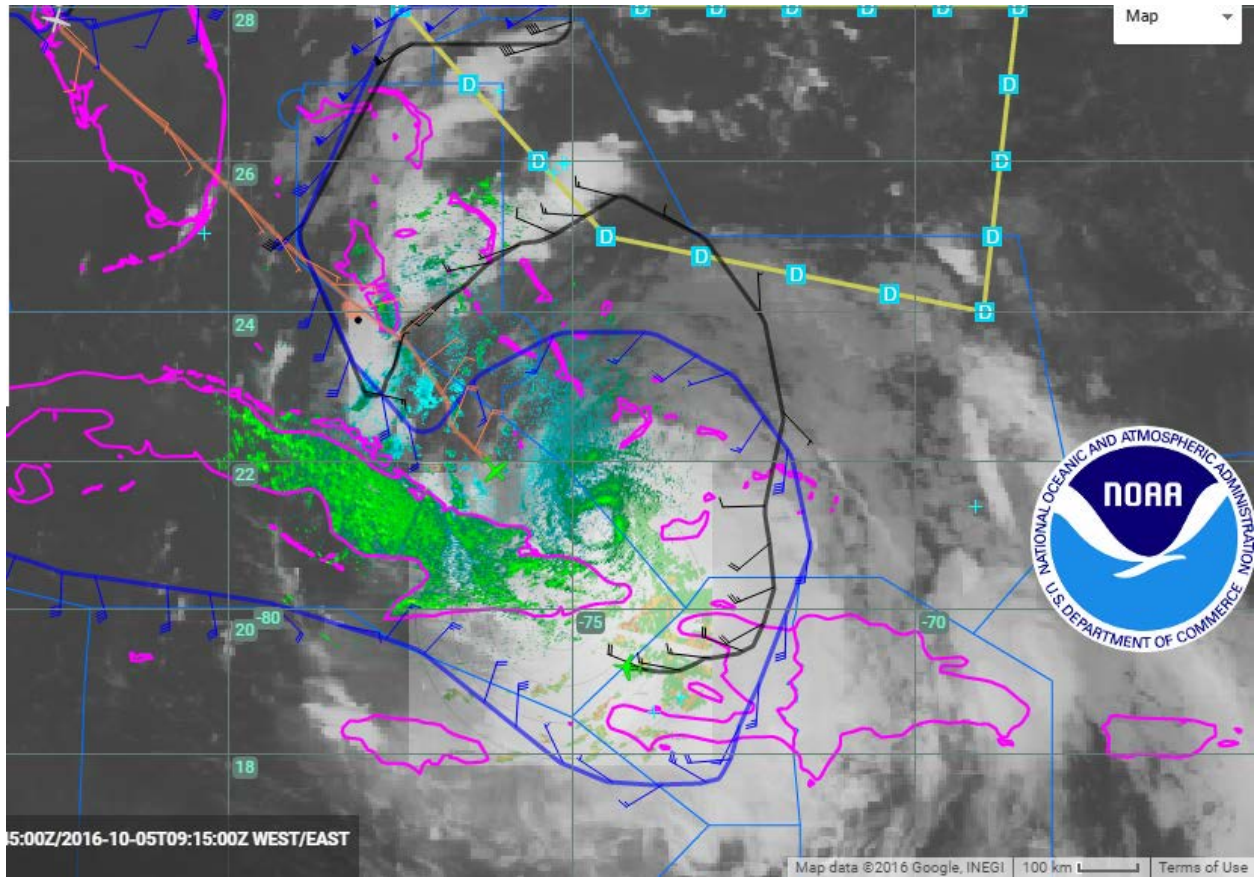 28
D D D D D D
Map
D
D
26
D
D
D
D
D
D
D
D
24
D
22
NATIONAL OCEANIC AND ATMOSPHERIC ADMINISTRATION
NOAA
U.S. DEPARTMENT OF COMMERCE
-80
20
-75
-70
18
45:00Z/2016-10-05T09:15:00Z WEST/EAST
Map data ©2016 Google, INEGI
100 km
Terms of Use